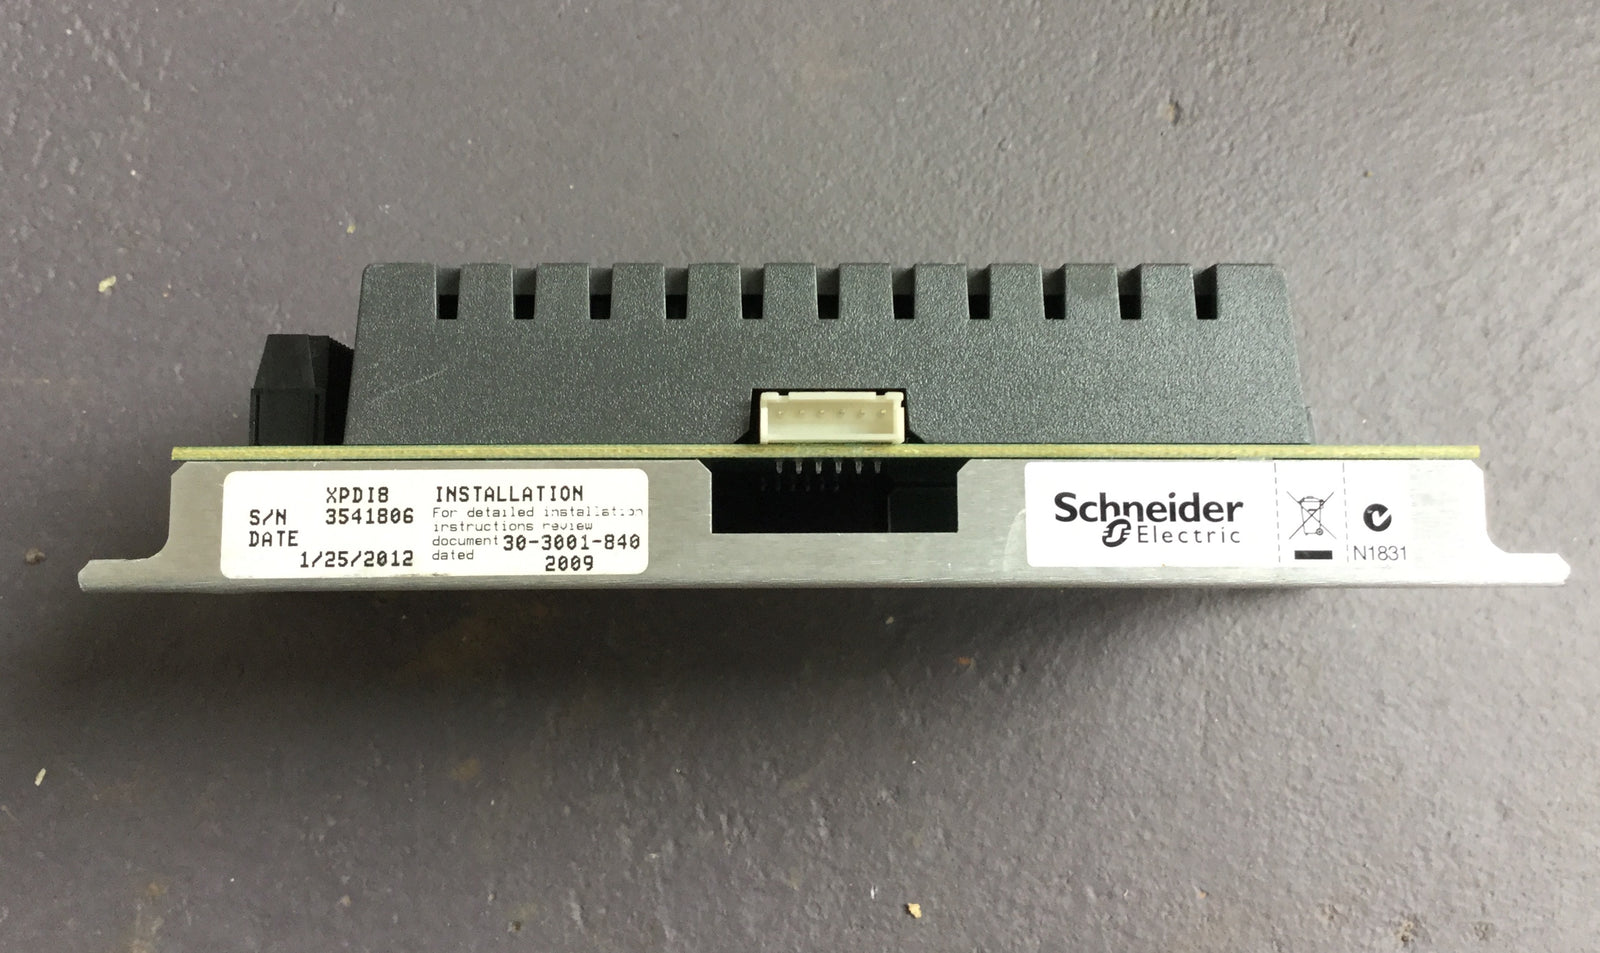 XPDI8
S/N 3541806
DATE
1/25/2012
INSTALLATION
For detailed installation
instructions review
document 30-3001-840
dated 2009
Schneider
Electric
N1831